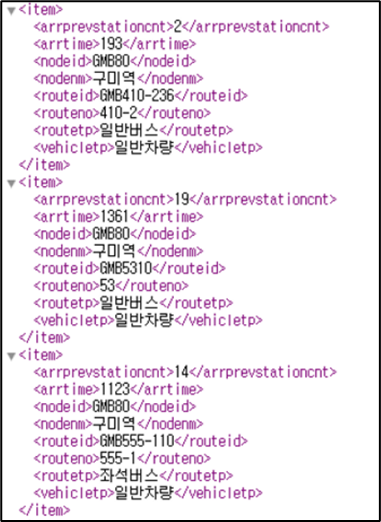 <item>
<arrprevstationcnt>2</arrprevstationcnt>
<arrtime>193</arrtime>
<nodeid>GMB80</nodeid>
<nodenm>구미역</nodenm>
<routeid>GMB410-236</routeid>
<routeno>410-2</routeno>
<routetp>일반버스</routetp>
<vehicletp>일반차량</vehicletp>
</item>
<item>
<arrprevstationcnt>19</arrprevstationcnt>
<arrtime>1361</arrtime>
<nodeid>GMB80</nodeid>
<nodenm>구미역</nodenm>
<routeid>GMB5310</routeid>
<routeno>53</routeno>
<routetp>일반버스</routetp>
<vehicletp>일반차량</vehicletp>
</item>
<item>
<arrprevstationcnt>14</arrprevstationcnt>
<arrtime>1123</arrtime>
<nodeid>GMB80</nodeid>
<nodenm>구미역</nodenm>
<routeid>GMB555-110</routeid>
<routeno>555-1</routeno>
<routetp>좌석버스</routetp>
<vehicletp>일반차량</vehicletp>
</item>